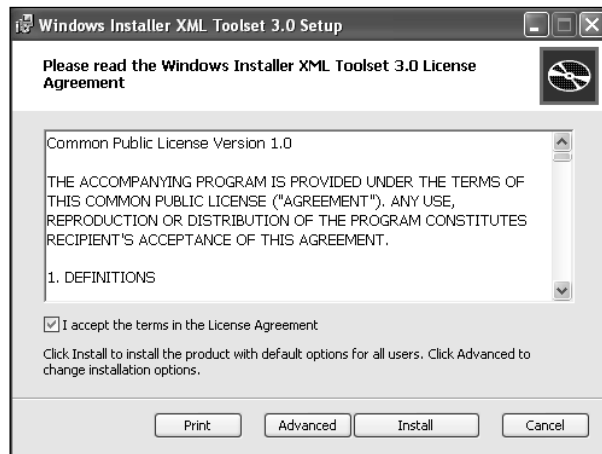 Windows Installer XML Toolset 3.0 Setup
Please read the Windows Installer XML Toolset 3.0 License
Agreement
Common Public License Version 1.0
THE ACCOMPANYING PROGRAM IS PROVIDED UNDER THE TERMS OF
THIS COMMON PUBLIC LICENSE ("AGREEMENT"). ANY USE,
REPRODUCTION OR DISTRIBUTION OF THE PROGRAM CONSTITUTES
RECIPIENT'S ACCEPTANCE OF THIS AGREEMENT.
1. DEFINITIONS
I accept the terms in the License Agreement
Click Install to install the product with default options for all users. Click Advanced to
change installation options.
Print Advanced Install Cancel